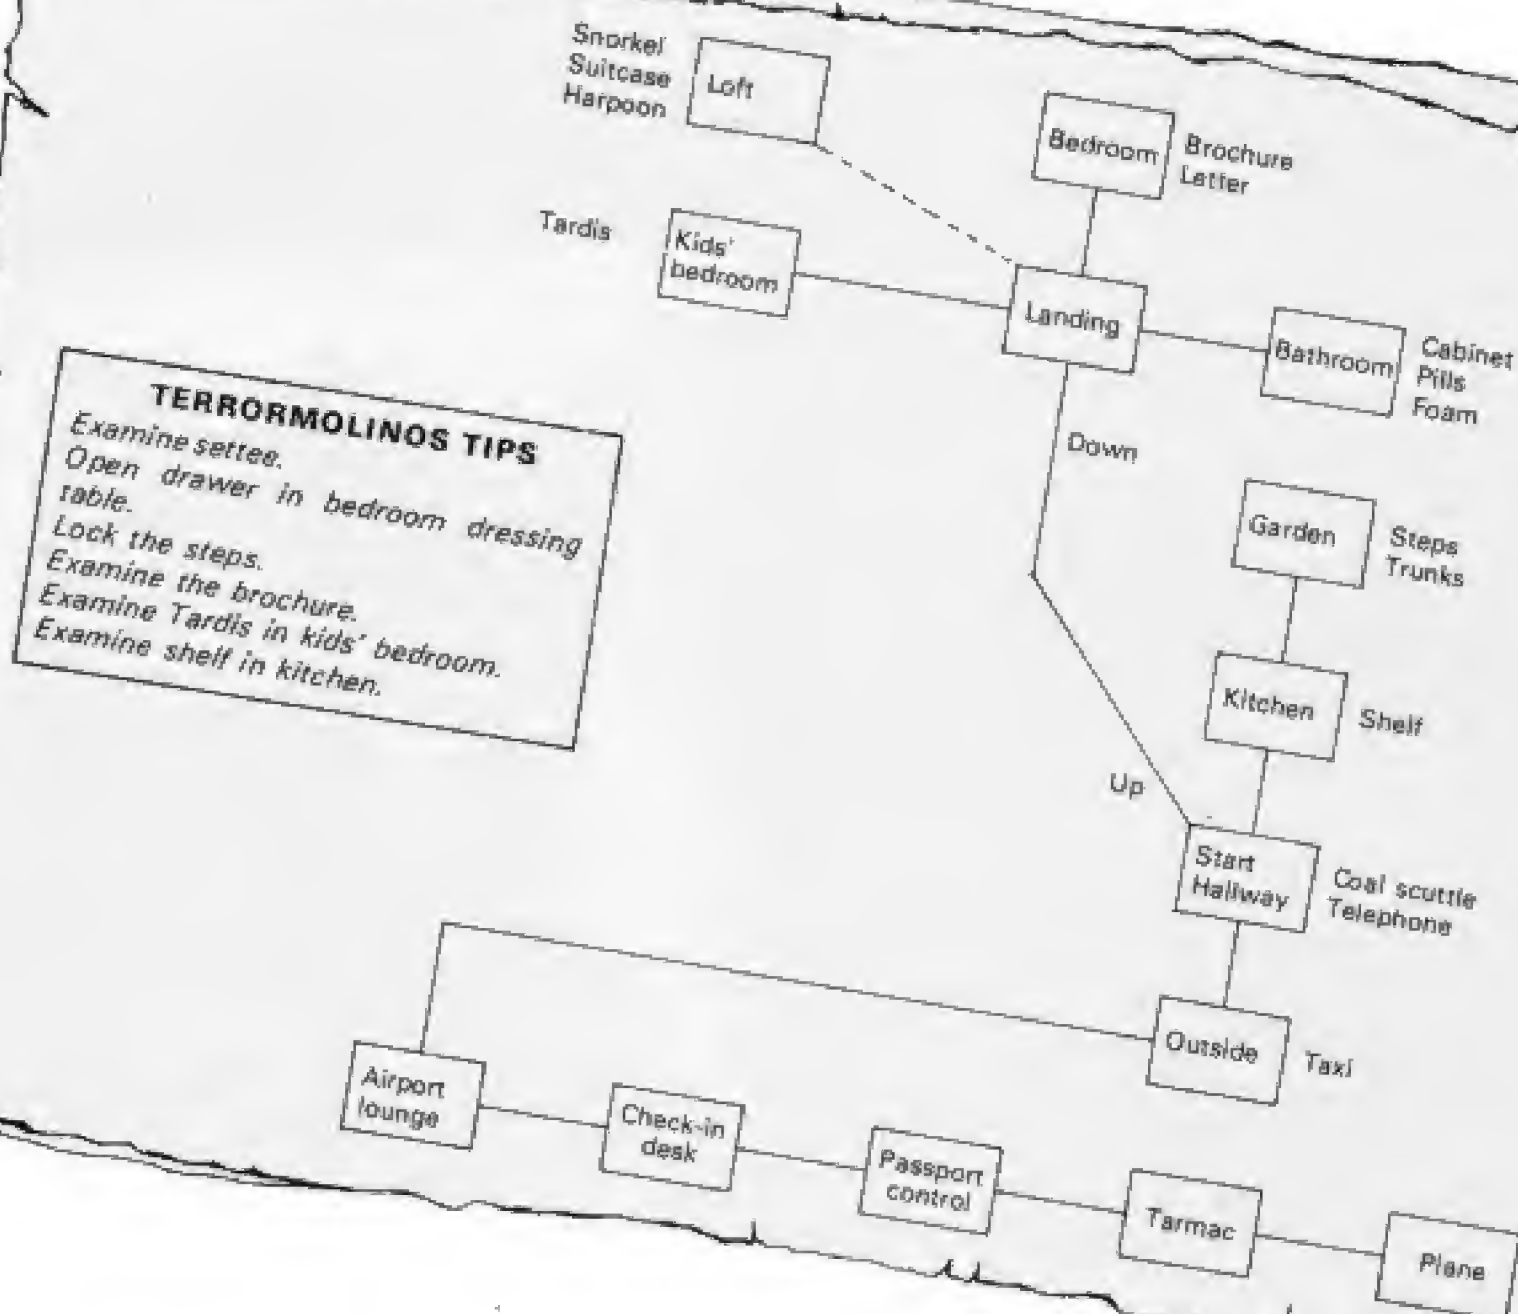 Snorkel
Suitcase
Harpoon
Loft
Bedroom
Brochure
Letter
Tardis
Kids'
bedroom
Landing
Bathroom
Cabinet
Pills
Foam
Down
TERRORMOLINOS TIPS
Examine settee.
Open drawer in bedroom dressing
table.
Lock the steps.
Examine the brochure.
Examine Tardis in kids' bedroom.
Examine shelf in kitchen.
Garden
Steps
Trunks
Kitchen
Shelf
Up
Start
Hallway
Coal scuttle
Telephone
Outside
Taxi
Airport
lounge
Check-in
desk
Passport
control
Tarmac
Plane